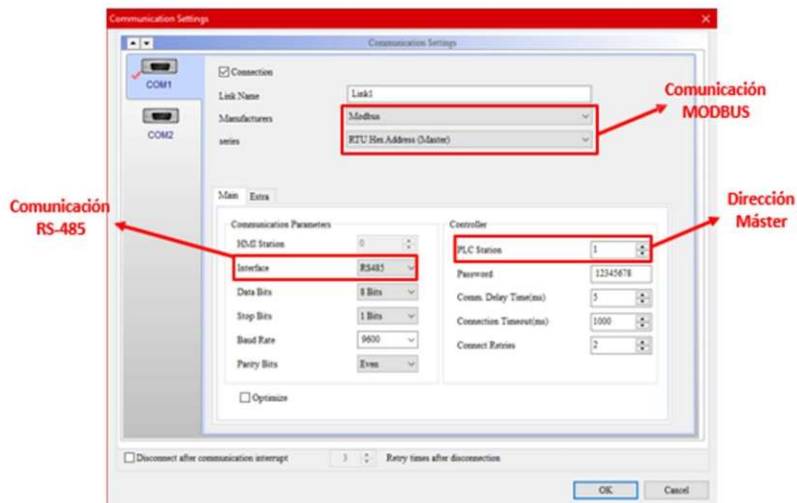 Communication Settings
Communication Settings
COM1
COM2
Connection
Link Name Link1
Manufacturers Modbus
series RTU Hex Address (Master)
Comunicación
MODBUS
Main Extra
Comunicación
RS-485
Dirección
Máster
Communication Parameters
HMI Station 0
Interface RS485
Data Bits 8 Bits
Stop Bits 1 Bits
Baud Rate 9600
Parity Bits Even
Optimize
Controller
PLC Station 1
Password 12345678
Comm. Delay Time(ms) 5
Connection Timeout(ms) 1000
Connect Retries 2
Disconnect after communication interrupt 3 Retry times after disconnection
OK Cancel